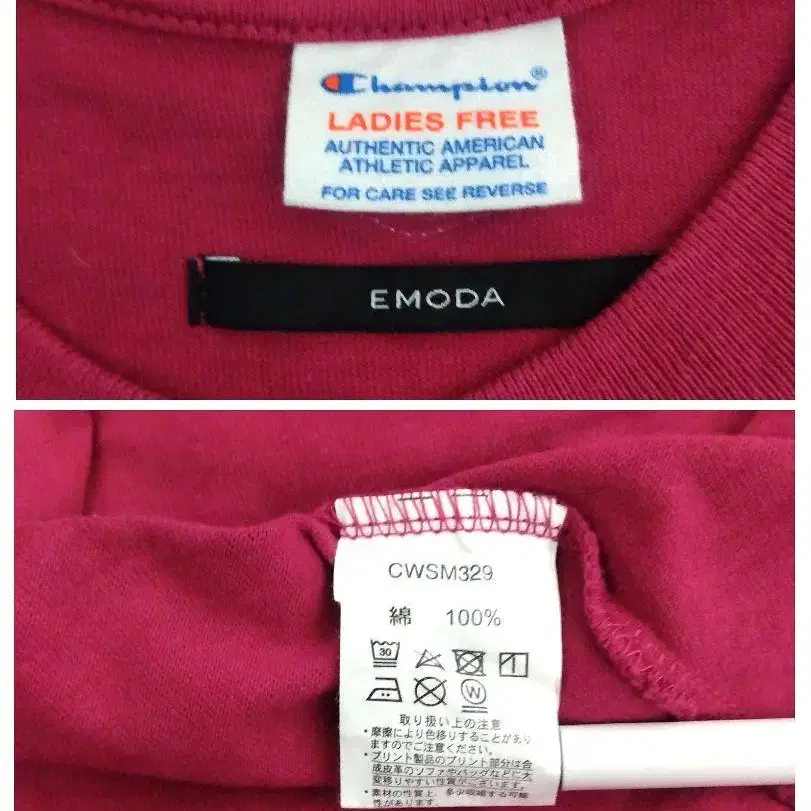 Champion®
LADIES FREE
AUTHENTIC AMERICAN
ATHLETIC APPAREL
FOR CARE SEE REVERSE
EMODA
CWSM329
綿 100%
30
W
取り扱い上の注意
・摩擦により色移りすることがあり
ますのでご注意ください。
・プリント製品のプリント部分は合
成皮革のソファやバッグなどに大
変移りやすい性質がございます。
・素材の性質上、多少収縮する可能
性があります。